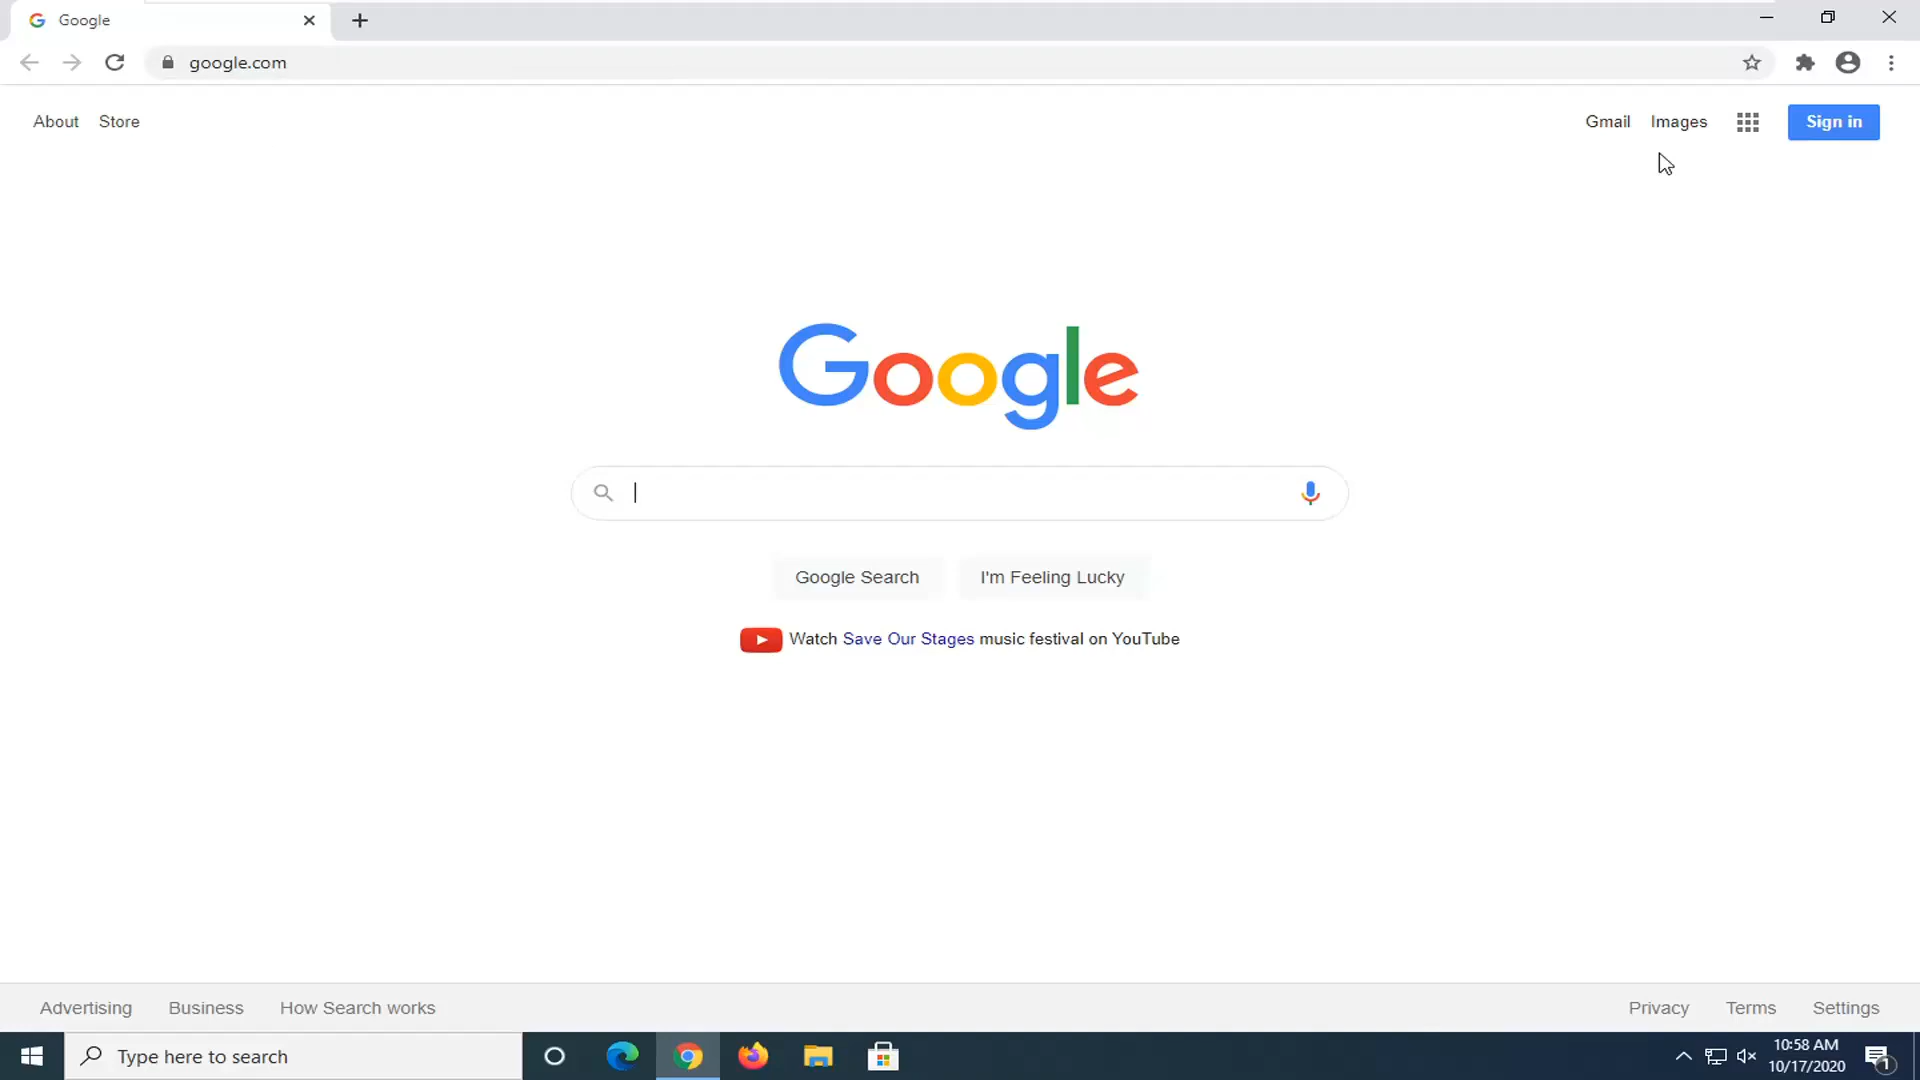 Google
google.com
About Store
Gmail Images Sign in
Google
Google Search I'm Feeling Lucky
Watch Save Our Stages music festival on YouTube
Advertising Business How Search works
Privacy Terms Settings
Type here to search
10:58 AM
10/17/2020
1